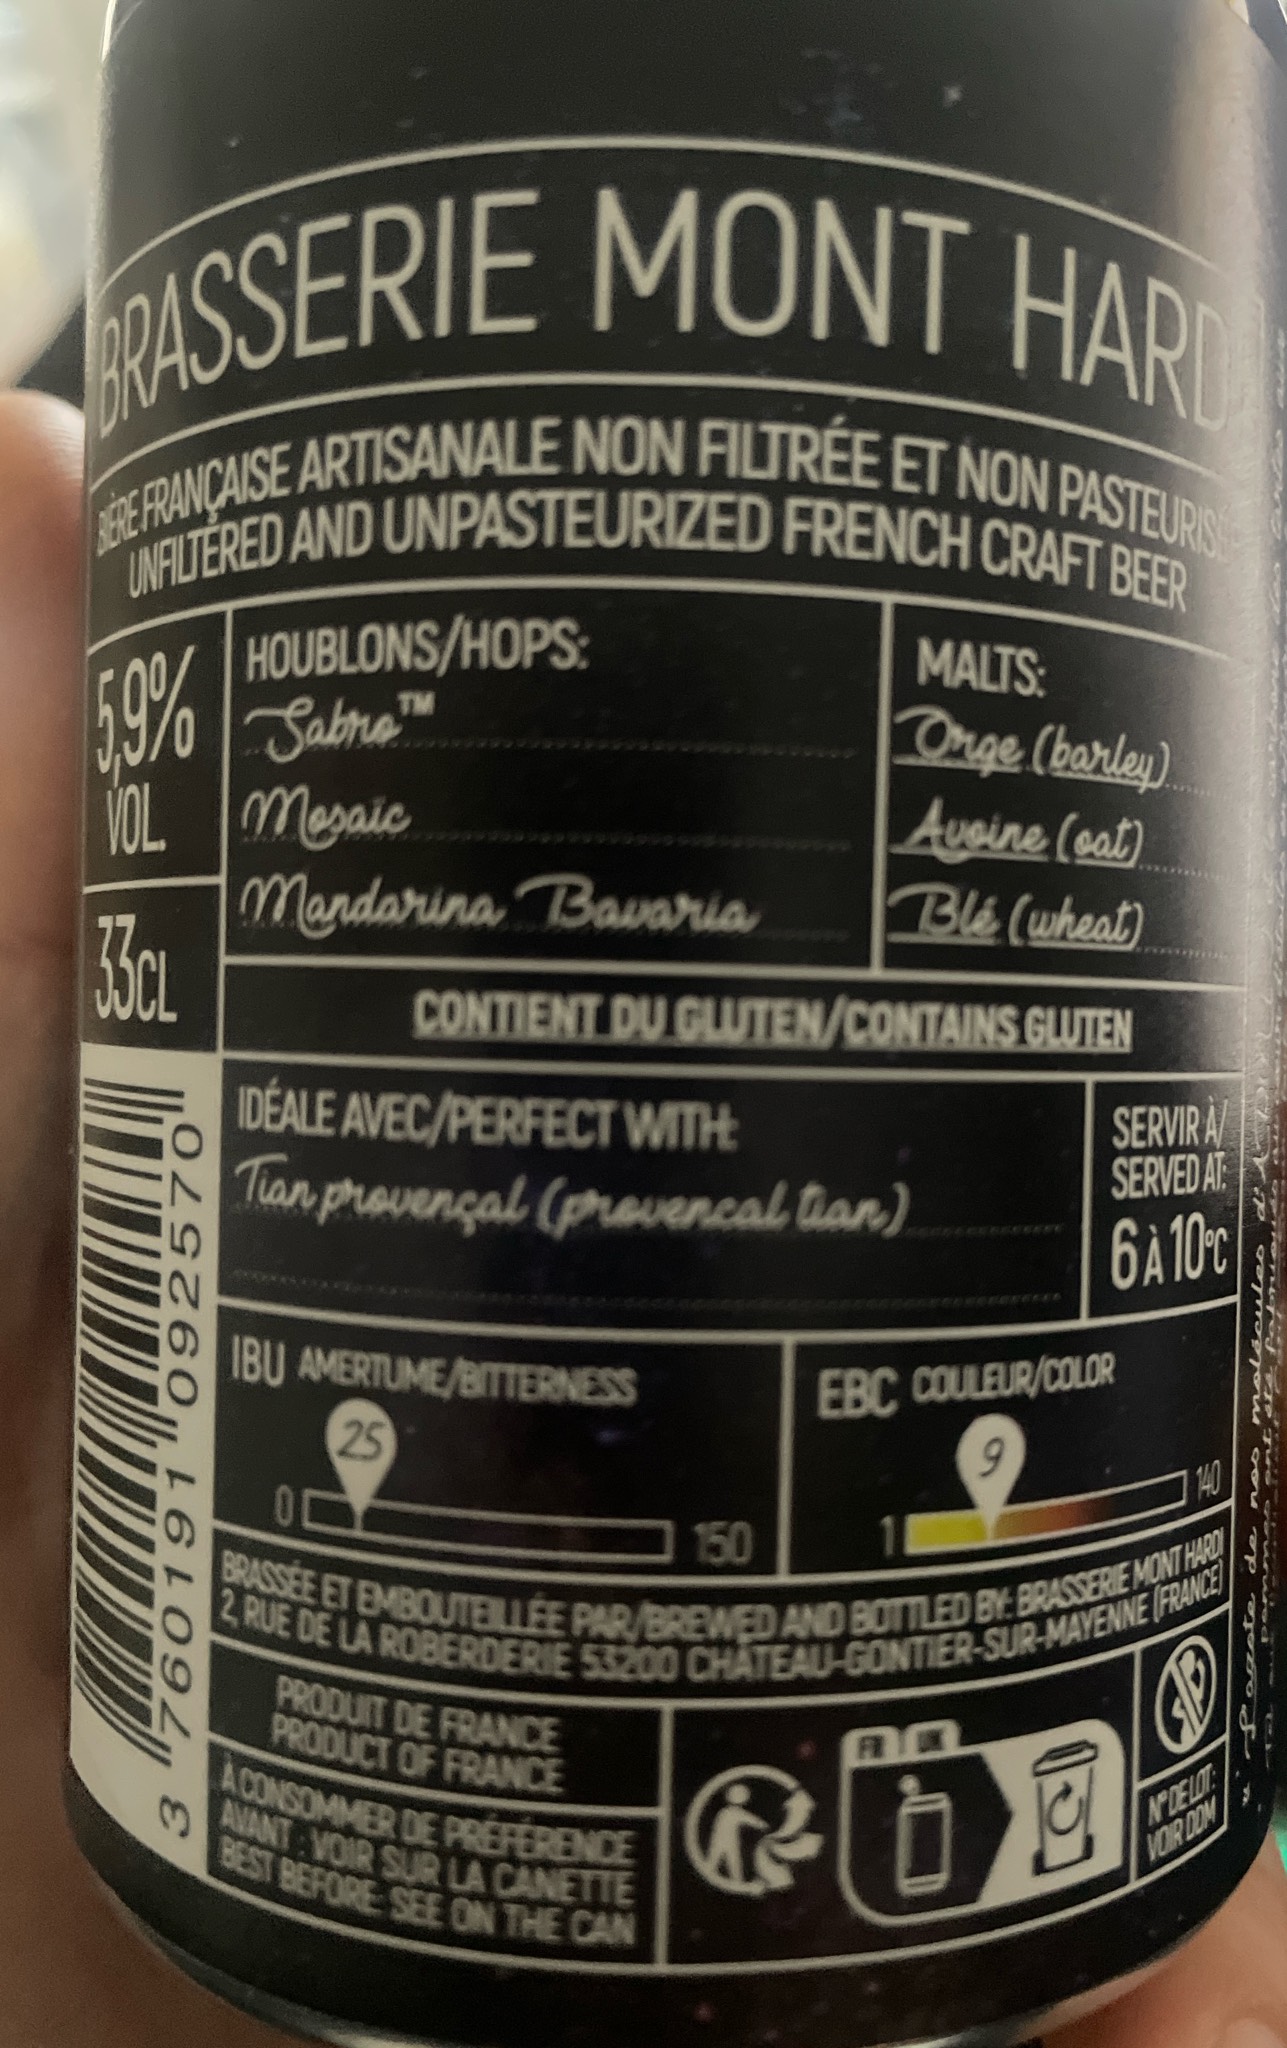 BRASSERIE MONT HARD
BIÈRE FRANÇAISE ARTISANALE NON FILTRÉE ET NON PASTEURISÉ
UNFILTERED AND UNPASTEURIZED FRENCH CRAFT BEER
5,9%
VOL.
33CL
HOUBLONS/HOPS:
Sabro™
Mosaïc
Mandarina Bavaria
MALTS:
Orge (barley)
Avoine (oat)
Blé (wheat)
CONTIENT DU GLUTEN/CONTAINS GLUTEN
IDÉALE AVEC/PERFECT WITH:
Tian provençal (provencal tian)
SERVIR À/
SERVED AT:
6 À 10°C
IBU AMERTUME/BITTERNESS
25
0 150
EBC COULEUR/COLOR
9
1 140
BRASSÉE ET EMBOUTEILLÉE PAR/BREWED AND BOTTLED BY: BRASSERIE MONT HARDI
2, RUE DE LA ROBERDERIE 53200 CHÂTEAU-GONTIER-SUR-MAYENNE (FRANCE)
PRODUIT DE FRANCE
PRODUCT OF FRANCE
À CONSOMMER DE PRÉFÉRENCE
AVANT : VOIR SUR LA CANETTE
BEST BEFORE: SEE ON THE CAN
FR UK
N° DE LOT:
VOIR DDM
3 760191 092570
de nos molécules